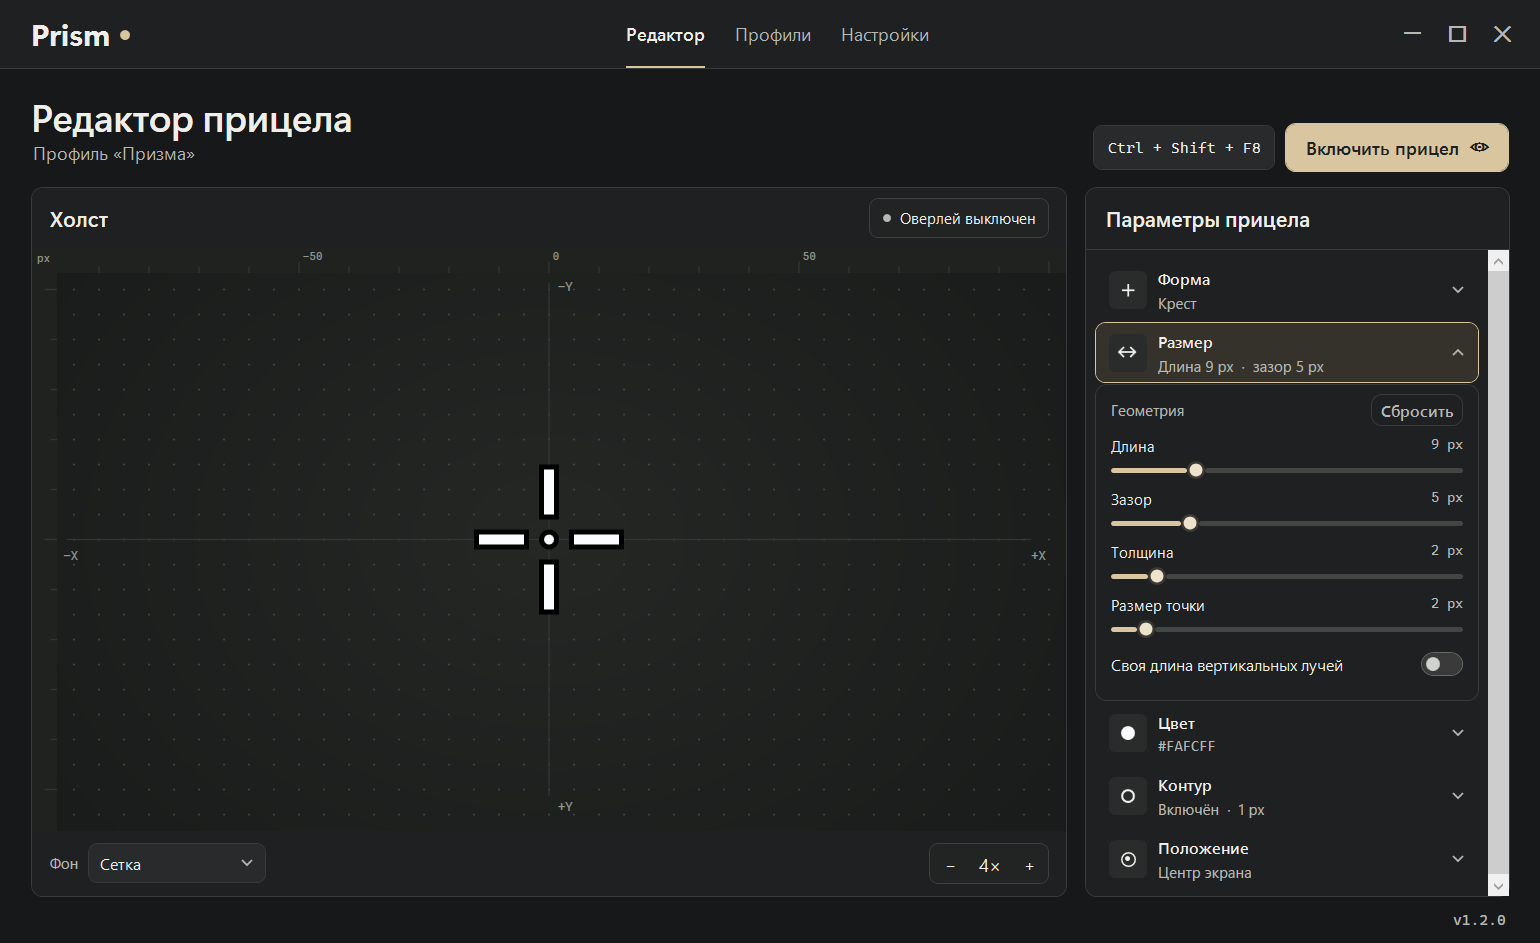 Prism
Редактор Профили Настройки
Редактор прицела
Профиль «Призма»
Ctrl + Shift + F8
Включить прицел
Холст
Оверлей выключен
px
−50 0 50
−Y
−X
+X
+Y
Фон
Сетка
− 4× +
Параметры прицела
Форма
Крест
Размер
Длина 9 px · зазор 5 px
Геометрия
Сбросить
Длина 9 px
Зазор 5 px
Толщина 2 px
Размер точки 2 px
Своя длина вертикальных лучей
Цвет
#FAFCFF
Контур
Включён · 1 px
Положение
Центр экрана
v1.2.0